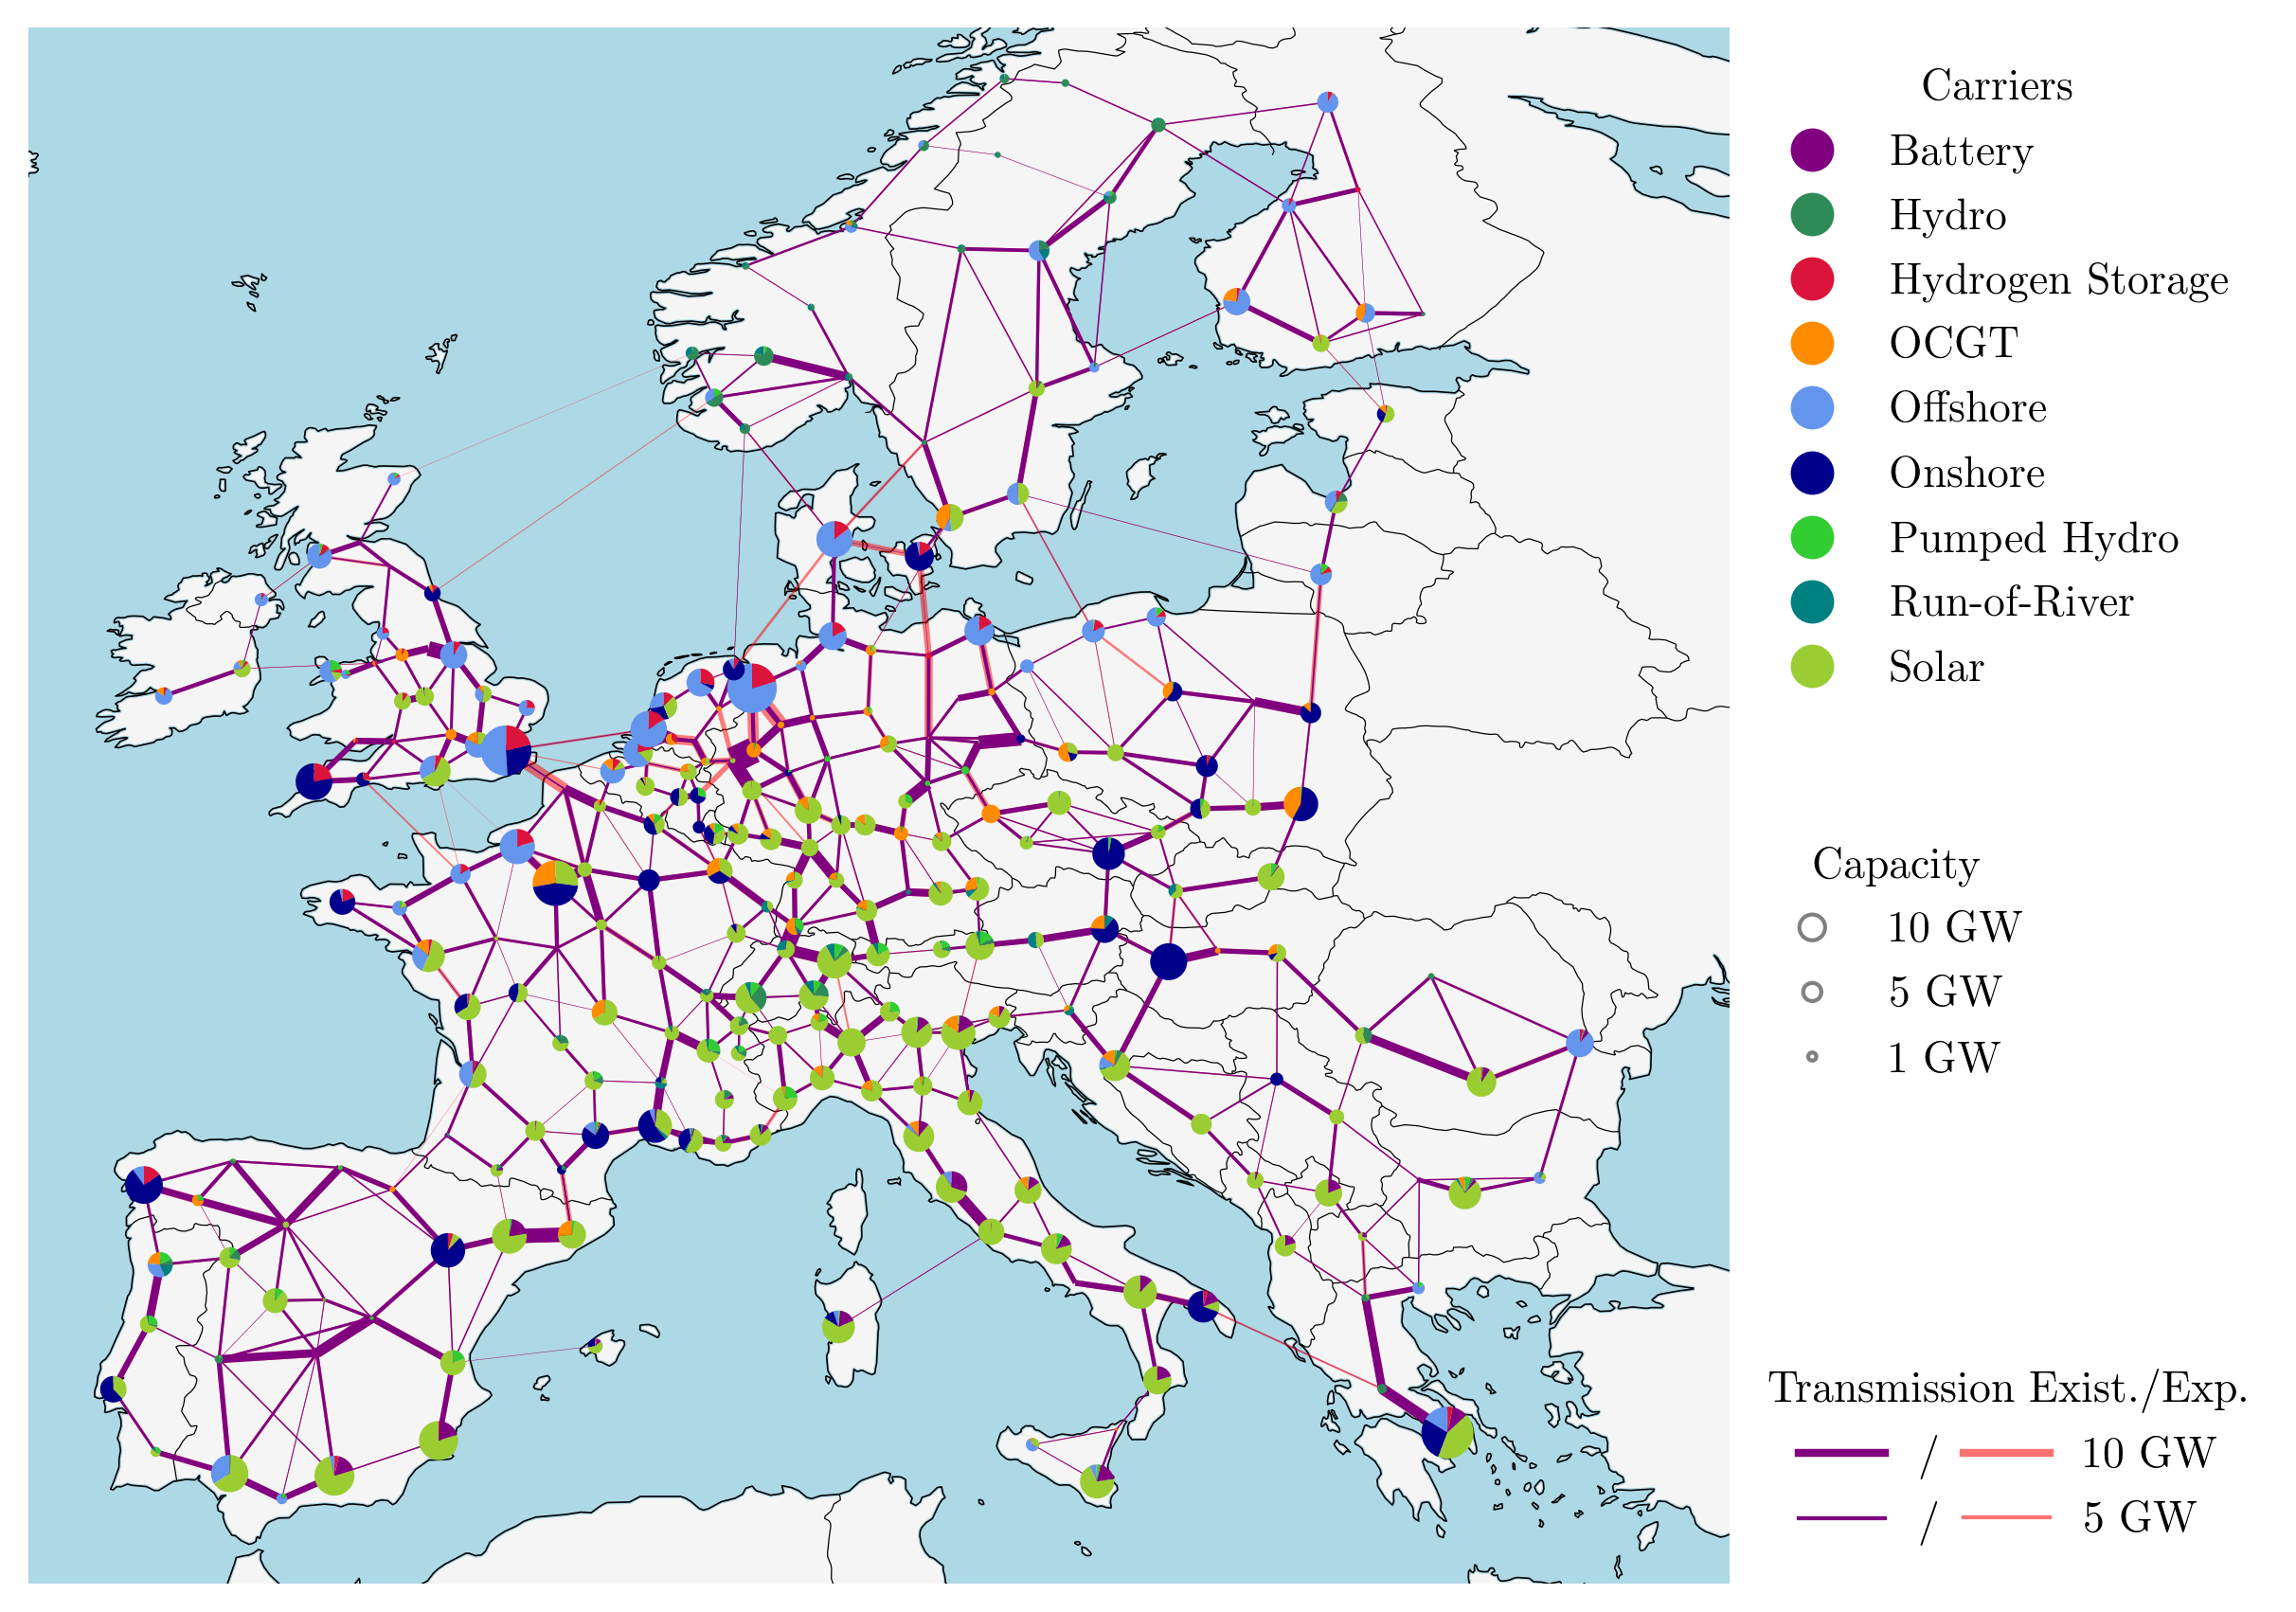 Carriers
Battery
Hydro
Hydrogen Storage
OCGT
Offshore
Onshore
Pumped Hydro
Run-of-River
Solar
Capacity
10 GW
5 GW
1 GW
Transmission Exist./Exp.
/ 10 GW
/ 5 GW